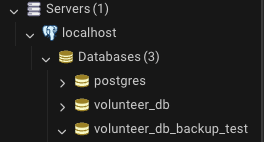 Servers (1)
localhost
Databases (3)
postgres
volunteer_db
volunteer_db_backup_test